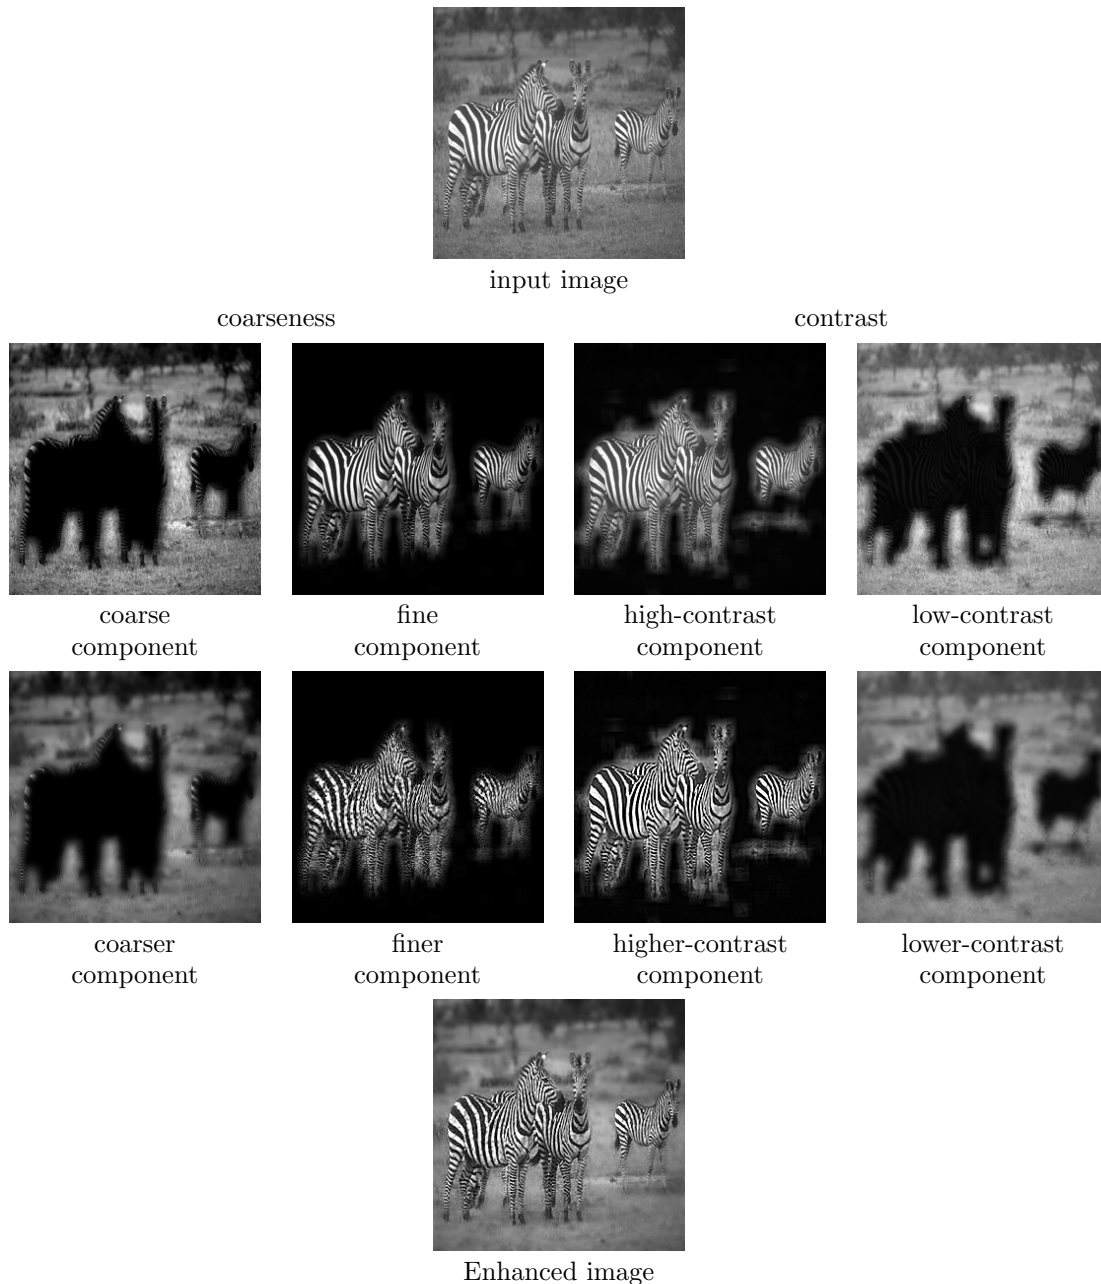 input image
coarseness
contrast
coarse
component
fine
component
high-contrast
component
low-contrast
component
coarser
component
finer
component
higher-contrast
component
lower-contrast
component
Enhanced image